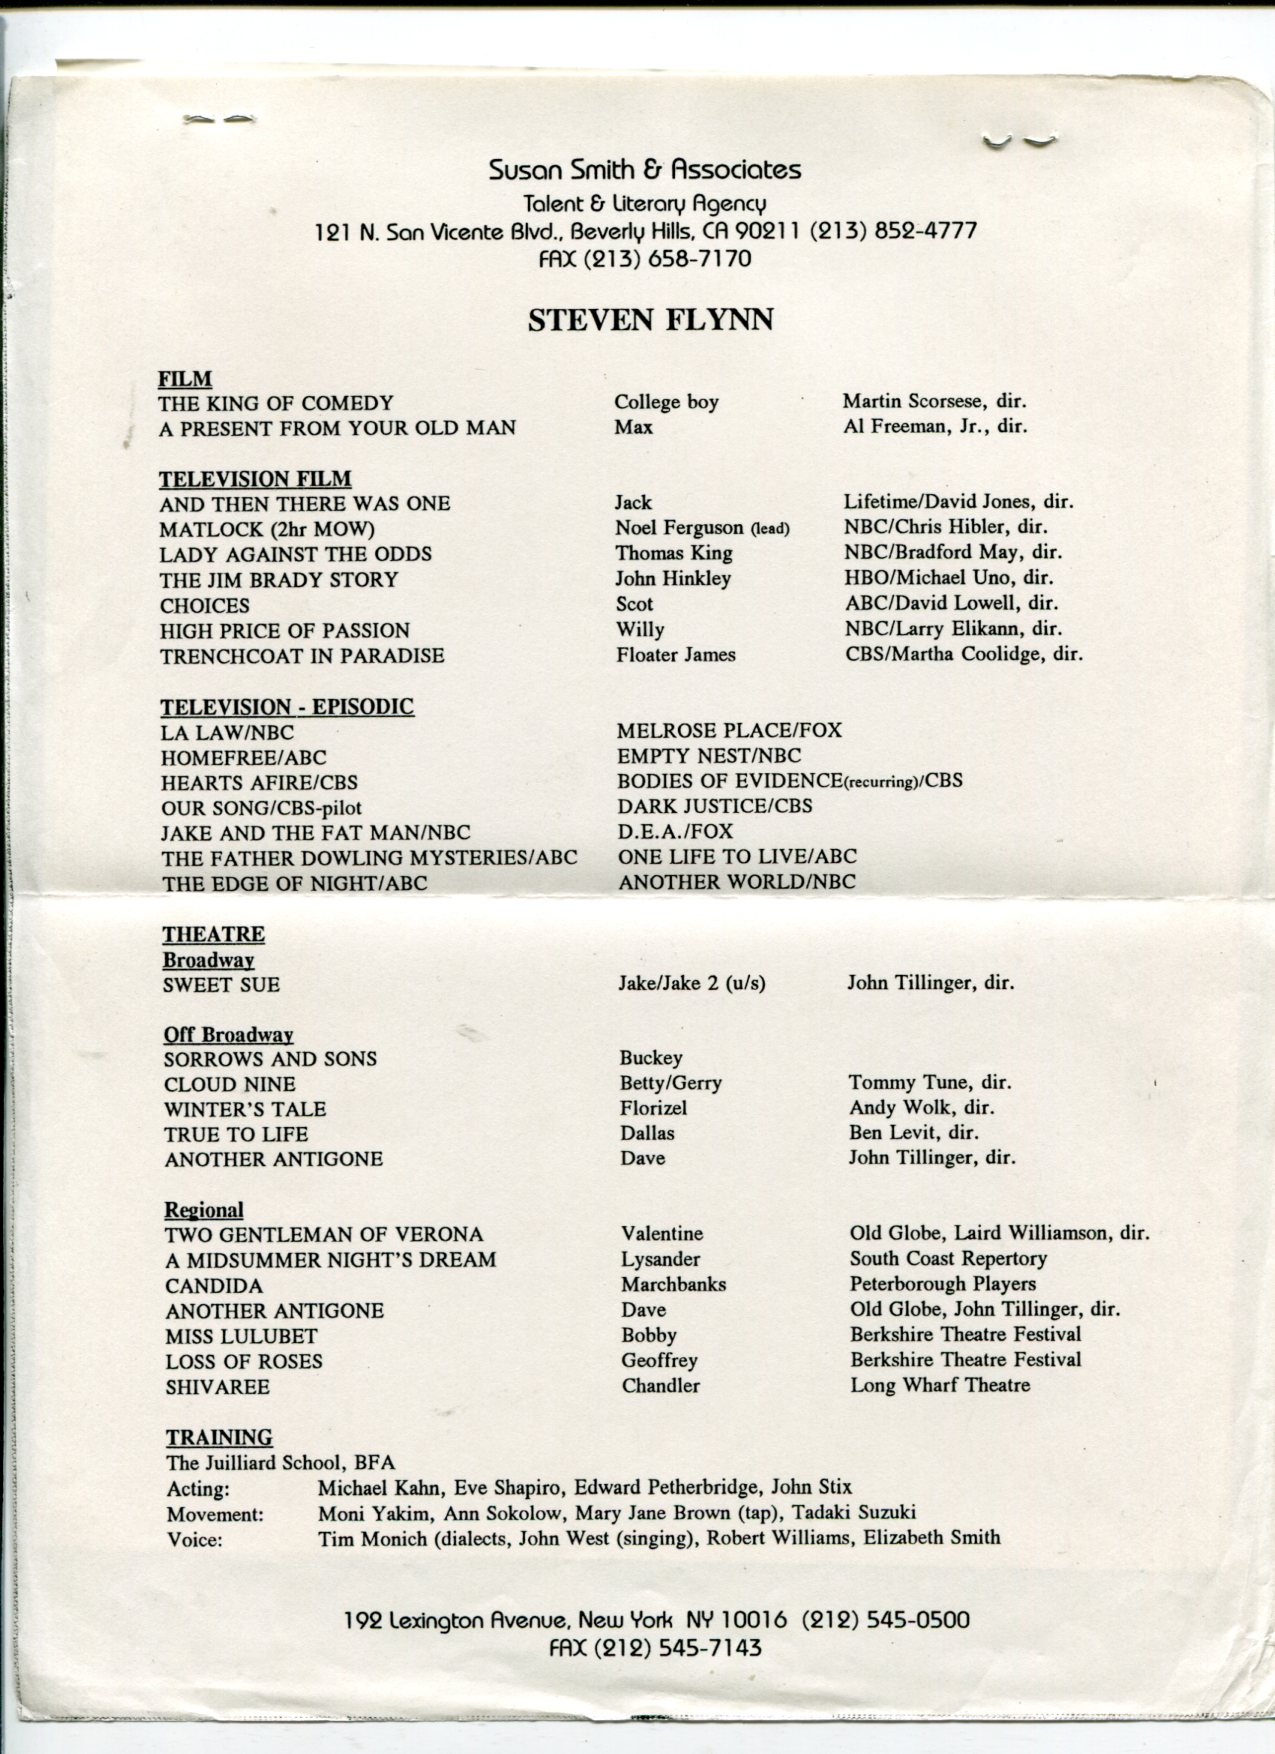 Susan Smith & Associates
Talent & Literary Agency
121 N. San Vicente Blvd., Beverly Hills, CA 90211 (213) 852-4777
FAX (213) 658-7170
STEVEN FLYNN
FILM
THE KING OF COMEDY College boy Martin Scorsese, dir.
A PRESENT FROM YOUR OLD MAN Max Al Freeman, Jr., dir.
TELEVISION FILM
AND THEN THERE WAS ONE Jack Lifetime/David Jones, dir.
MATLOCK (2hr MOW) Noel Ferguson (lead) NBC/Chris Hibler, dir.
LADY AGAINST THE ODDS Thomas King NBC/Bradford May, dir.
THE JIM BRADY STORY John Hinkley HBO/Michael Uno, dir.
CHOICES Scot ABC/David Lowell, dir.
HIGH PRICE OF PASSION Willy NBC/Larry Elikann, dir.
TRENCHCOAT IN PARADISE Floater James CBS/Martha Coolidge, dir.
TELEVISION - EPISODIC
LA LAW/NBC MELROSE PLACE/FOX
HOMEFREE/ABC EMPTY NEST/NBC
HEARTS AFIRE/CBS BODIES OF EVIDENCE(recurring)/CBS
OUR SONG/CBS-pilot DARK JUSTICE/CBS
JAKE AND THE FAT MAN/NBC D.E.A./FOX
THE FATHER DOWLING MYSTERIES/ABC ONE LIFE TO LIVE/ABC
THE EDGE OF NIGHT/ABC ANOTHER WORLD/NBC
THEATRE
Broadway
SWEET SUE Jake/Jake 2 (u/s) John Tillinger, dir.
Off Broadway
SORROWS AND SONS Buckey
CLOUD NINE Betty/Gerry Tommy Tune, dir.
WINTER'S TALE Florizel Andy Wolk, dir.
TRUE TO LIFE Dallas Ben Levit, dir.
ANOTHER ANTIGONE Dave John Tillinger, dir.
Regional
TWO GENTLEMAN OF VERONA Valentine Old Globe, Laird Williamson, dir.
A MIDSUMMER NIGHT'S DREAM Lysander South Coast Repertory
CANDIDA Marchbanks Peterborough Players
ANOTHER ANTIGONE Dave Old Globe, John Tillinger, dir.
MISS LULUBET Bobby Berkshire Theatre Festival
LOSS OF ROSES Geoffrey Berkshire Theatre Festival
SHIVAREE Chandler Long Wharf Theatre
TRAINING
The Juilliard School, BFA
Acting: Michael Kahn, Eve Shapiro, Edward Petherbridge, John Stix
Movement: Moni Yakim, Ann Sokolow, Mary Jane Brown (tap), Tadaki Suzuki
Voice: Tim Monich (dialects, John West (singing), Robert Williams, Elizabeth Smith
192 Lexington Avenue, New York NY 10016 (212) 545-0500
FAX (212) 545-7143